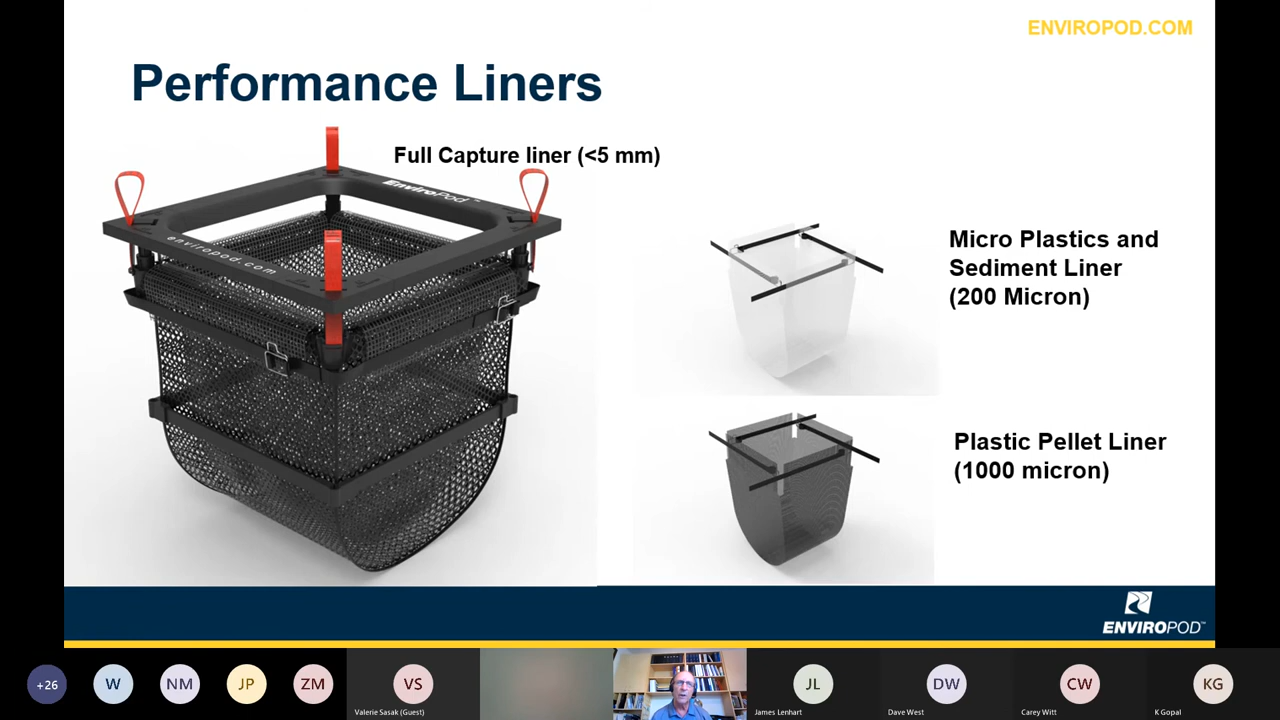 ENVIROPOD.COM
Performance Liners
Full Capture liner (<5 mm)
EnviroPod™
enviropod.com
Micro Plastics and
Sediment Liner
(200 Micron)
Plastic Pellet Liner
(1000 micron)
ENVIROPOD™
+26
W
NM
JP
ZM
VS
JL
DW
CW
KG
Valerie Sasak (Guest)
James Lenhart
Dave West
Carey Witt
K Gopal